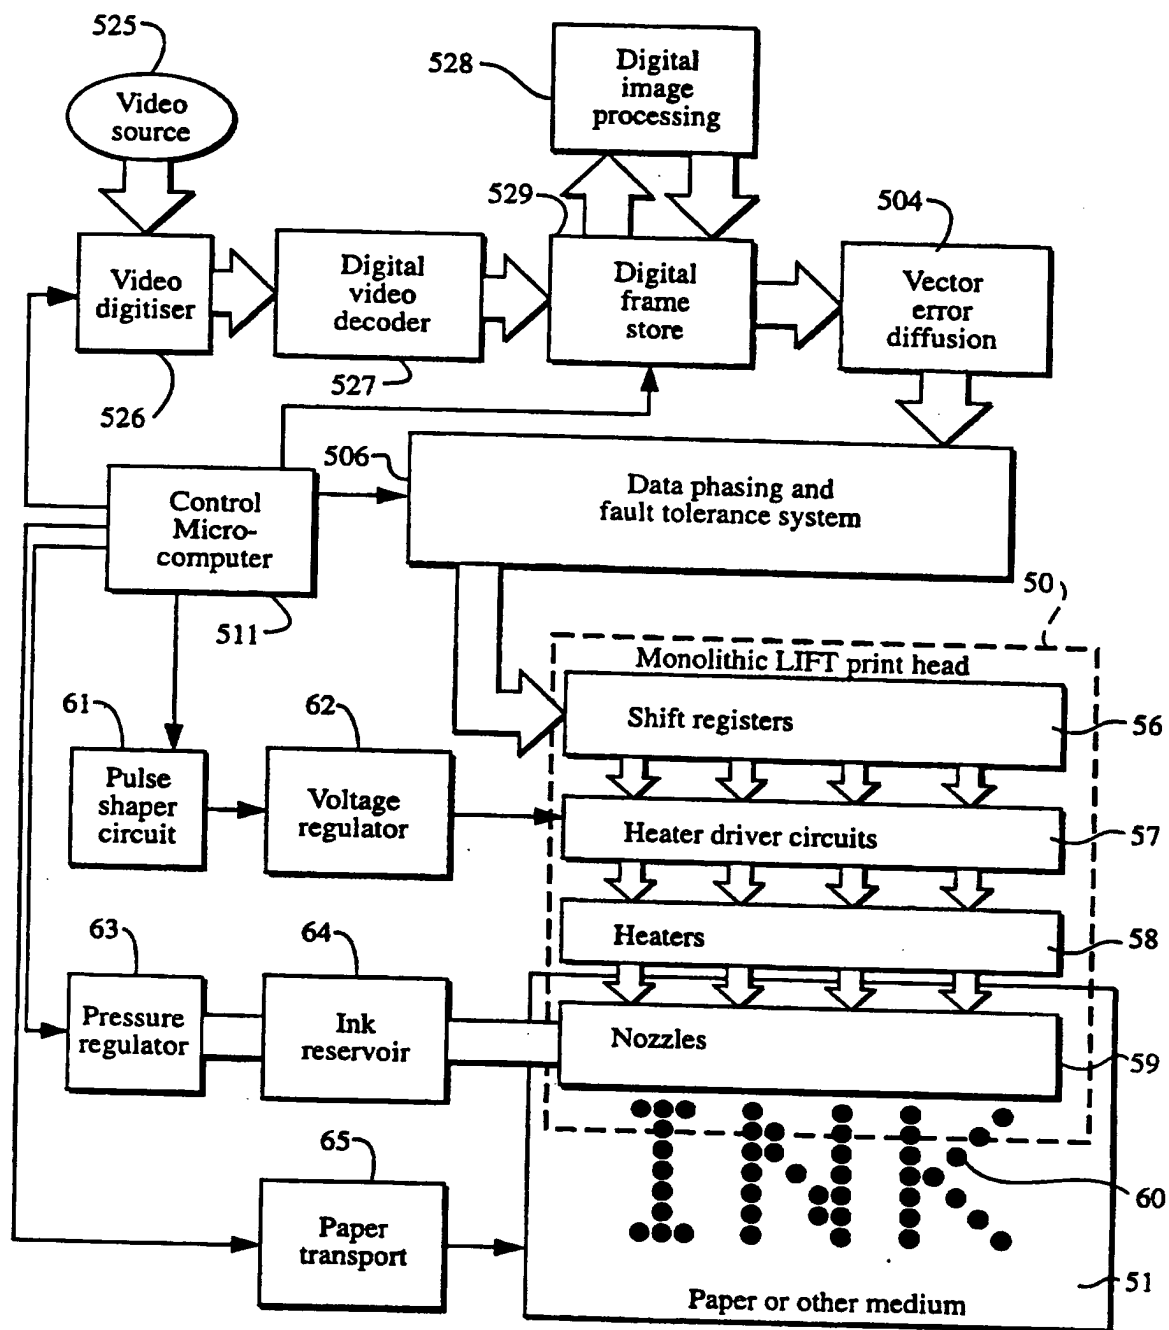 525
Video
source
528
Digital
image
processing
529
504
Video
digitiser
Digital
video
decoder
Digital
frame
store
Vector
error
diffusion
526
527
506
Control
Micro-
computer
Data phasing and
fault tolerance system
511
50
Monolithic LIFT print head
61
62
Shift registers
56
Pulse
shaper
circuit
Voltage
regulator
Heater driver circuits
57
63
64
Heaters
58
Pressure
regulator
Ink
reservoir
Nozzles
59
65
INK
60
Paper
transport
51
Paper or other medium